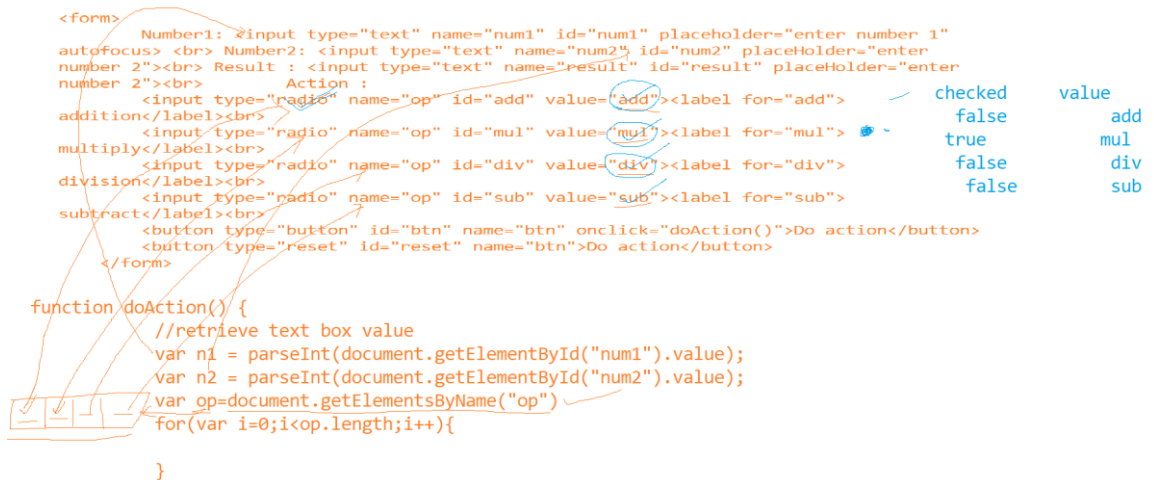 <form>
Number1: <input type="text" name="num1" id="num1" placeholder="enter number 1"
autofocus> <br> Number2: <input type="text" name="num2" id="num2" placeHolder="enter
number 2"><br> Result : <input type="text" name="result" id="result" placeHolder="enter
number 2"><br> Action :
<input type="radio" name="op" id="add" value="add"><label for="add">
addition</label><br>
<input type="radio" name="op" id="mul" value="mul"><label for="mul">
multiply</label><br>
<input type="radio" name="op" id="div" value="div"><label for="div">
division</label><br>
<input type="radio" name="op" id="sub" value="sub"><label for="sub">
subtract</label><br>
<button type="button" id="btn" name="btn" onclick="doAction()">Do action</button>
<button type="reset" id="reset" name="btn">Do action</button>
</form>
checked value
false add
true mul
false div
false sub
function doAction() {
//retrieve text box value
var n1 = parseInt(document.getElementById("num1").value);
var n2 = parseInt(document.getElementById("num2").value);
var op=document.getElementsByName("op")
for(var i=0;i<op.length;i++){
}